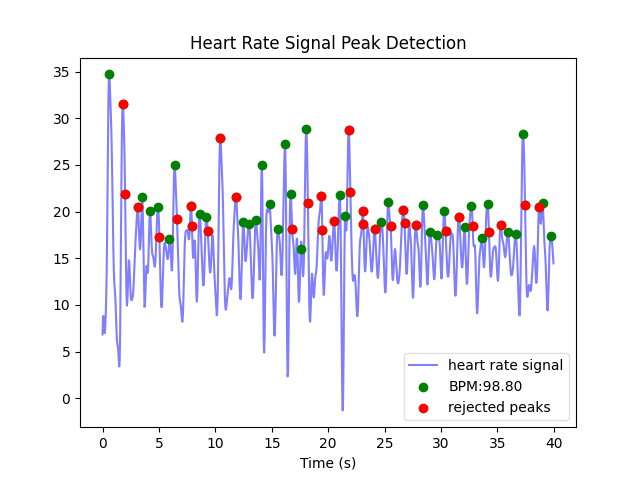 Heart Rate Signal Peak Detection
35
30
25
20
15
10
5
0
0 5 10 15 20 25 30 35 40
Time (s)
heart rate signal
BPM:98.80
rejected peaks